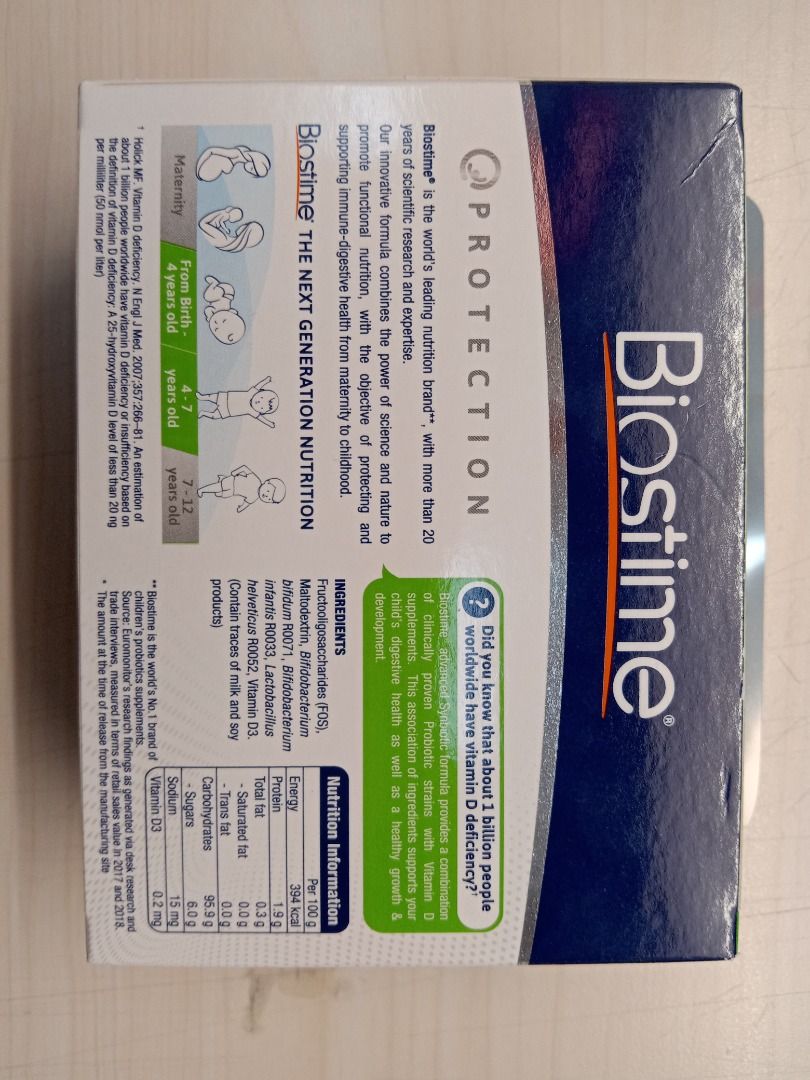 Biostime®
PROTECTION
Biostime® is the world's leading nutrition brand**, with more than 20
years of scientific research and expertise.
Our innovative formula combines the power of science and nature to
promote functional nutrition, with the objective of protecting and
supporting immune-digestive health from maternity to childhood.
Biostime® THE NEXT GENERATION NUTRITION
Maternity
From Birth -
4 years old
4 - 7
years old
7 - 12
years old
† Holick MF. Vitamin D deficiency. N Engl J Med. 2007;357:266–81. An estimation of
about 1 billion people worldwide have vitamin D deficiency or insufficiency based on
the definition of vitamin D deficiency: A 25-hydroxyvitamin D level of less than 20 ng
per milliliter (50 nmol per liter)
? Did you know that about 1 billion people
worldwide have vitamin D deficiency?†
Biostime® advanced Synbiotic formula provides a combination
of clinically proven Probiotic strains with Vitamin D
supplements. This association of ingredients supports your
child's digestive health as well as a healthy growth &
development.
INGREDIENTS
Fructooligosaccharides (FOS),
Maltodextrin, Bifidobacterium
bifidum R0071, Bifidobacterium
infantis R0033, Lactobacillus
helveticus R0052, Vitamin D3.
(Contain traces of milk and soy
products)
Nutrition Information
Per 100 g
Energy 394 kcal
Protein 1.9 g
Total fat 0.3 g
- Saturated fat 0.0 g
- Trans fat 0.0 g
Carbohydrates 95.9 g
- Sugars 6.0 g
Sodium 15 mg
Vitamin D3 0.2 mg
** Biostime is the world's No.1 brand of
children's probiotics supplements.
Source: Euromonitor's research findings as generated via desk research and
trade interviews, measured in terms of retail sales value in 2017 and 2018.
* The amount at the time of release from the manufacturing site